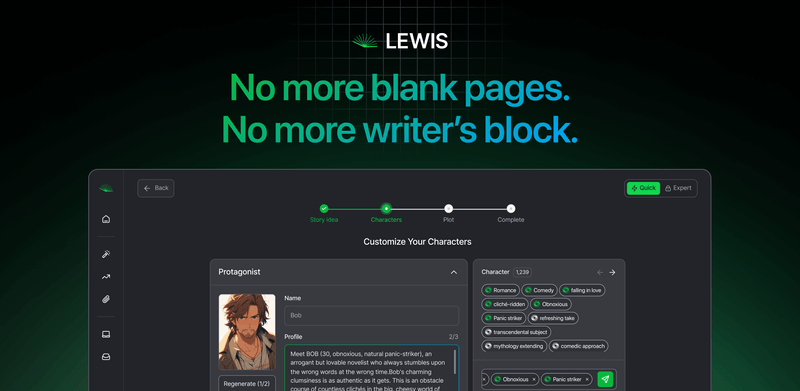 LEWIS
No more blank pages.
No more writer's block.
Back
Quick
Expert
Story idea
Characters
Plot
Complete
Customize Your Characters
Protagonist
Name
Bob
Profile
2/3
Meet BOB (30, obnoxious, natural panic-striker), an
arrogant but lovable novelist who always stumbles upon
the wrong words at the wrong time.Bob's charming
clumsiness is as authentic as it gets. This is an obstacle
course of countless clichés in the big, cheesy world of
Regenerate (1/2)
Character 1,239
Romance
Comedy
falling in love
cliché-ridden
Obnoxious
Panic striker
refreshing take
transcendental subject
mythology extending
comedic approach
Obnoxious ×
Panic striker ×